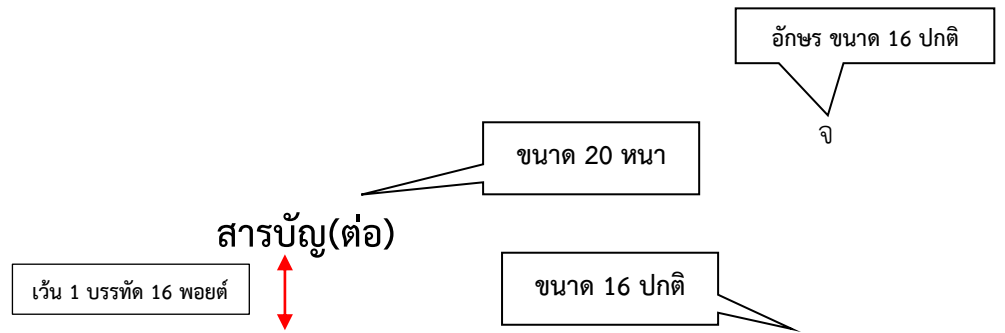 อักษร ขนาด 16 ปกติ
จ
ขนาด 20 หนา
สารบัญ(ต่อ)
เว้น 1 บรรทัด 16 พอยต์
ขนาด 16 ปกติ